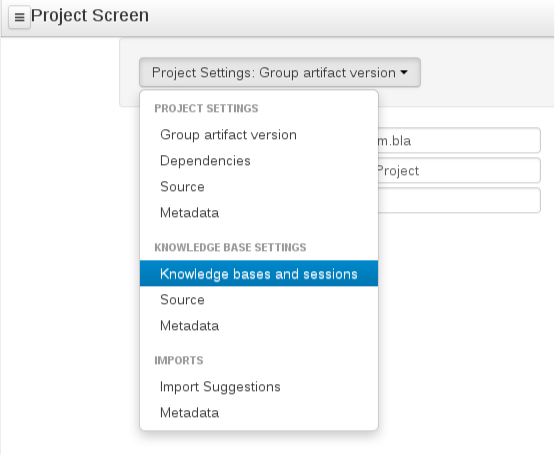 Project Screen
Project Settings: Group artifact version
PROJECT SETTINGS
Group artifact version
m.bla
Dependencies
Project
Source
Metadata
KNOWLEDGE BASE SETTINGS
Knowledge bases and sessions
Source
Metadata
IMPORTS
Import Suggestions
Metadata